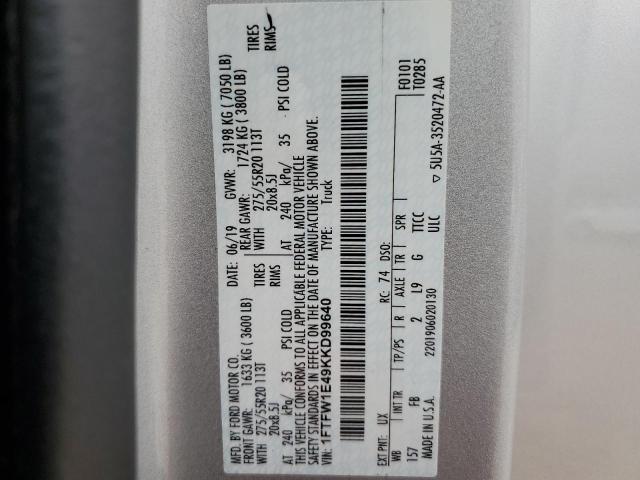 MFD. BY FORD MOTOR CO. DATE: 06/19 GVWR: 3198 KG ( 7050 LB)
FRONT GAWR: 1633 KG ( 3600 LB) REAR GAWR: 1724 KG ( 3800 LB)
WITH 275/55R20 113T TIRES WITH 275/55R20 113T TIRES
20x8.5J RIMS 20x8.5J RIMS
AT 240 kPa/ 35 PSI COLD AT 240 kPa/ 35 PSI COLD
THIS VEHICLE CONFORMS TO ALL APPLICABLE FEDERAL MOTOR VEHICLE
SAFETY STANDARDS IN EFFECT ON THE DATE OF MANUFACTURE SHOWN ABOVE.
VIN: 1FTFW1E49KKD99640 TYPE: Truck
F0101
T0285
EXT PNT: UX RC: 74 DSO:
WB INT TR TP/PS R AXLE TR SPR
157 FB 2 L9 G TTCC
ULC
MADE IN U.S.A. 2201906020130 ▽ 5U5A-3520472-AA